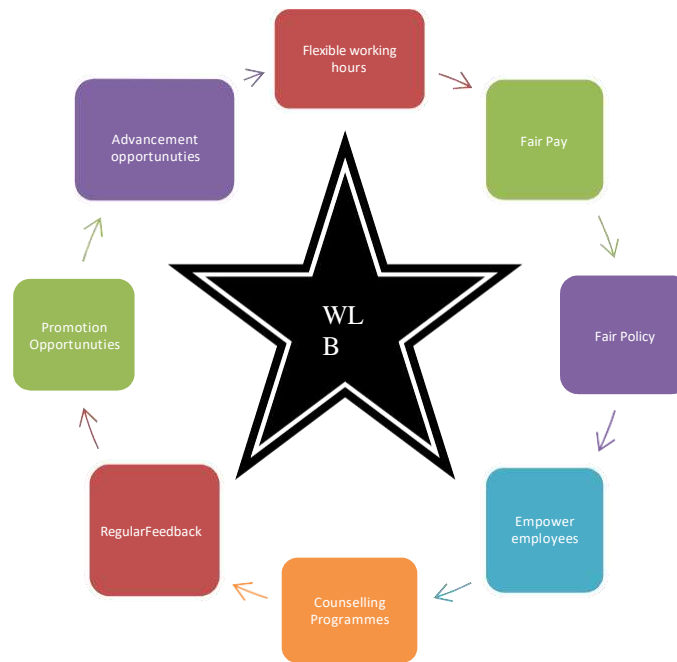 Flexible working
hours
Fair Pay
Fair Policy
Empower
employees
Counselling
Programmes
RegularFeedback
Promotion
Opportunuties
Advancement
opportunuties
WL
B